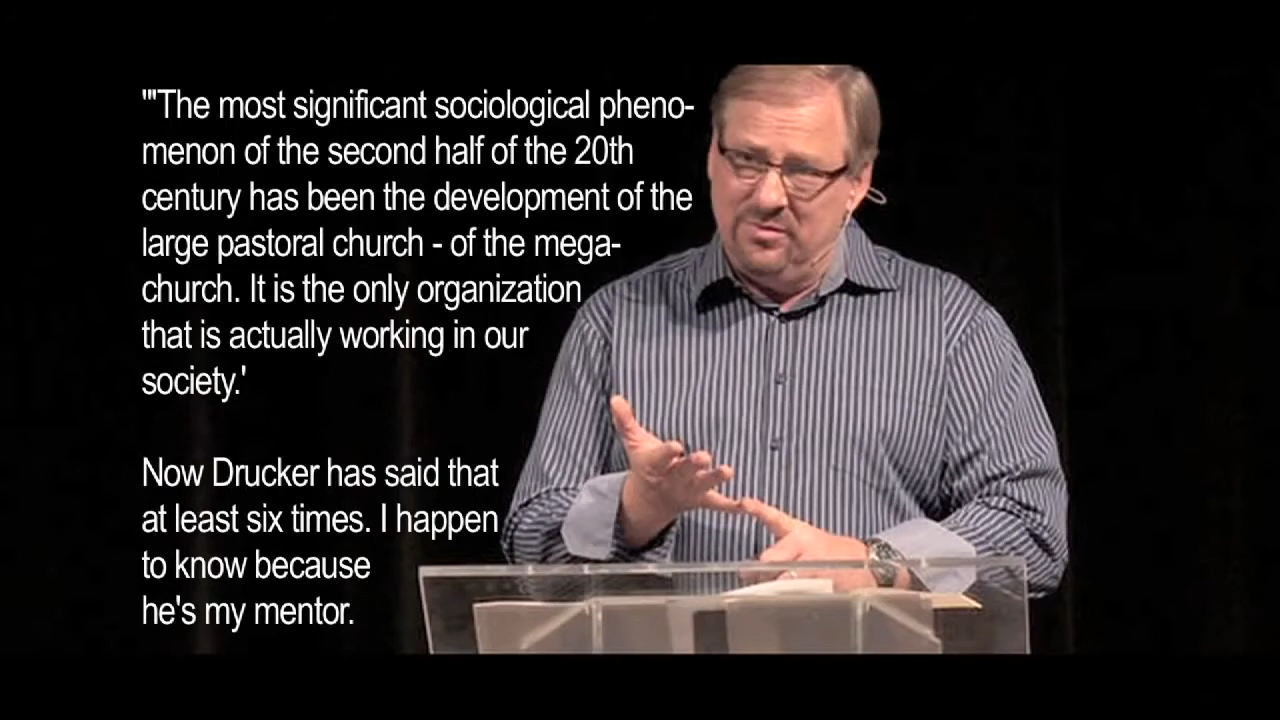 "'The most significant sociological pheno-
menon of the second half of the 20th
century has been the development of the
large pastoral church - of the mega-
church. It is the only organization
that is actually working in our
society.'
Now Drucker has said that
at least six times. I happen
to know because
he's my mentor.